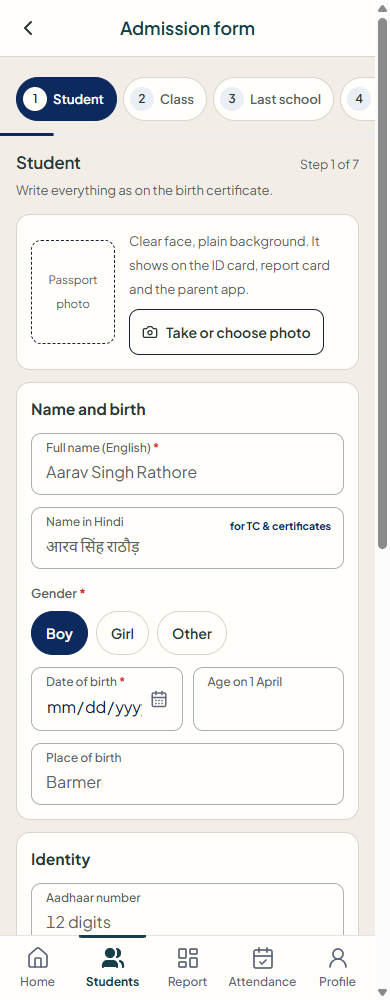 Admission form
1 Student
2 Class
3 Last school
4
Student
Step 1 of 7
Write everything as on the birth certificate.
Passport
photo
Clear face, plain background. It
shows on the ID card, report card
and the parent app.
Take or choose photo
Name and birth
Full name (English) *
Aarav Singh Rathore
Name in Hindi
for TC & certificates
आरव सिंह राठौड़
Gender *
Boy
Girl
Other
Date of birth *
Age on 1 April
mm/dd/yyy
Place of birth
Barmer
Identity
Aadhaar number
12 digits
Home
Students
Report
Attendance
Profile